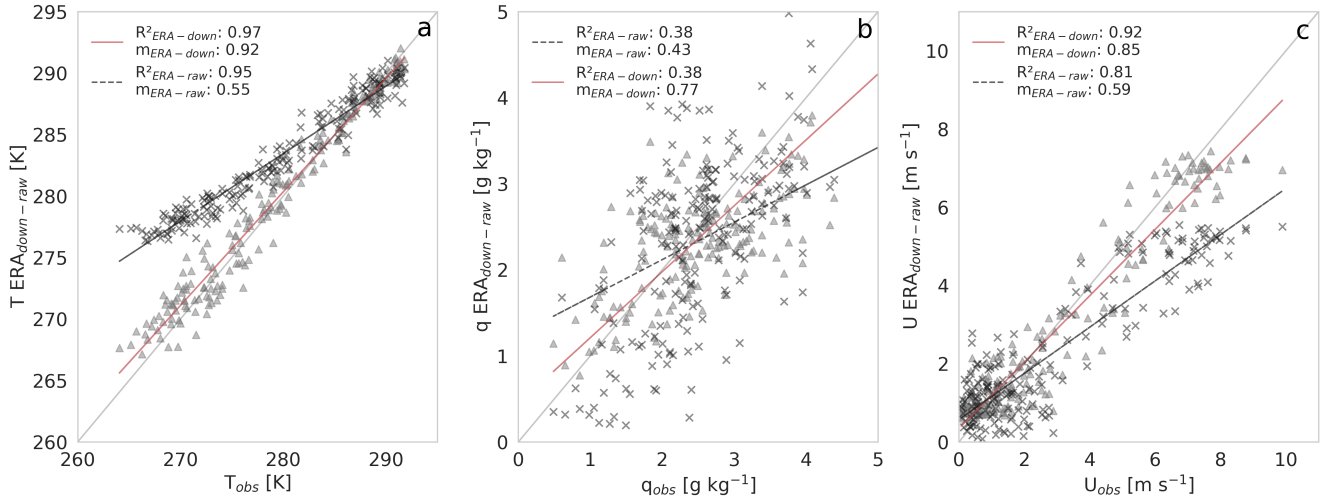 a
R²ERA−down: 0.97
mERA−down: 0.92
R²ERA−raw: 0.95
mERA−raw: 0.55
295
290
285
280
275
270
265
260
T ERAdown−raw [K]
260
270
280
290
Tobs [K]
b
R²ERA−raw: 0.38
mERA−raw: 0.43
R²ERA−down: 0.38
mERA−down: 0.77
5
4
3
2
1
0
q ERAdown−raw [g kg−1]
0
1
2
3
4
5
qobs [g kg−1]
c
R²ERA−down: 0.92
mERA−down: 0.85
R²ERA−raw: 0.81
mERA−raw: 0.59
10
8
6
4
2
0
U ERAdown−raw [m s−1]
0
2
4
6
8
10
Uobs [m s−1]